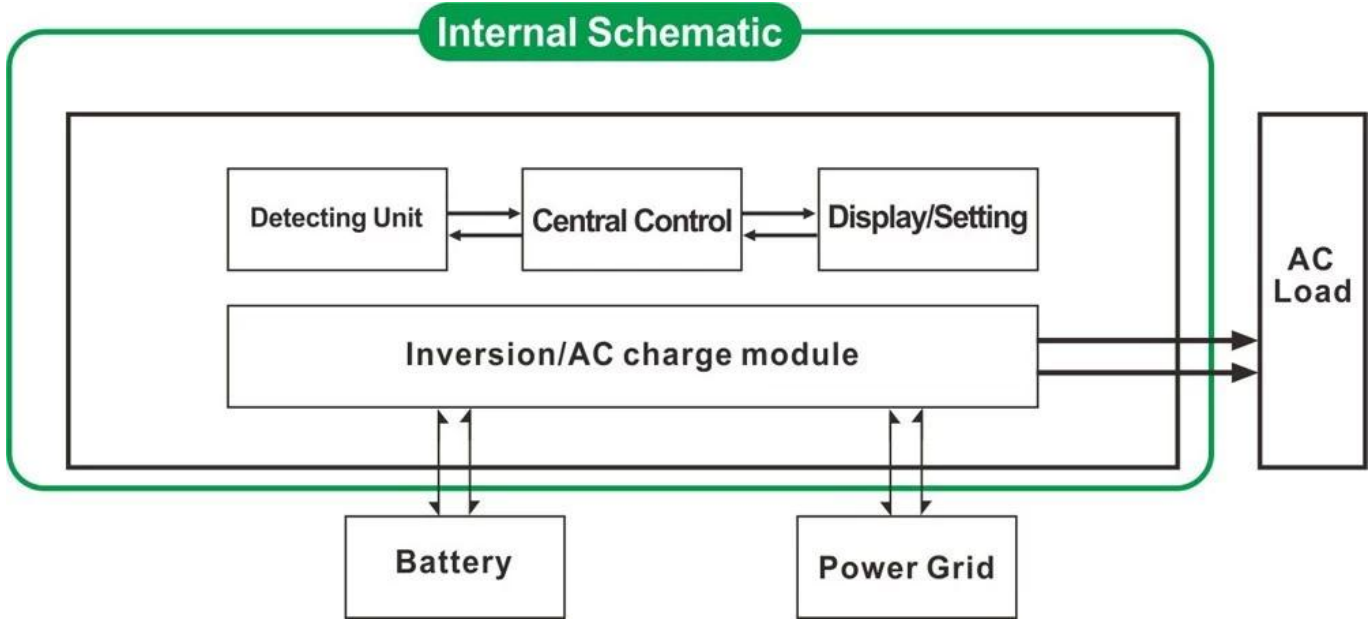 Internal Schematic
Detecting Unit
Central Control
Display/Setting
AC
Load
Inversion/AC charge module
Battery
Power Grid